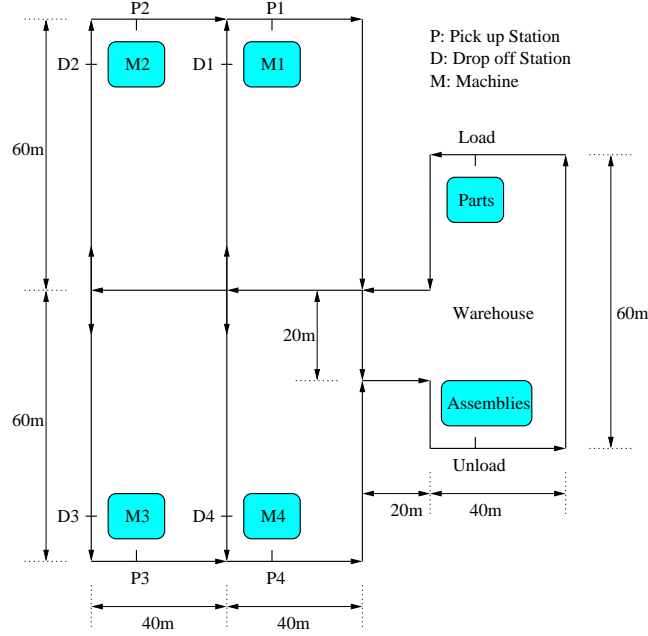 P2
P1
P: Pick up Station
D: Drop off Station
M: Machine
D2
M2
D1
M1
Load
60m
Parts
Warehouse
60m
20m
Assemblies
60m
Unload
D3
M3
D4
M4
20m
40m
P3
P4
40m
40m